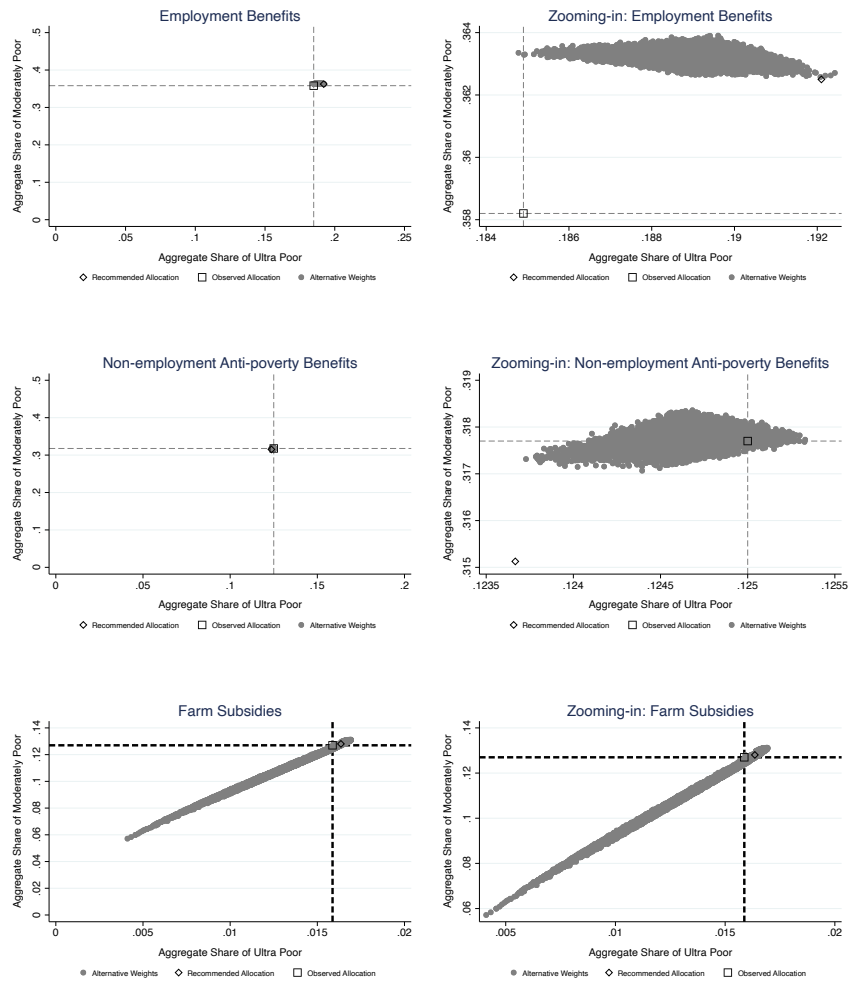 Employment Benefits
Aggregate Share of Moderately Poor
.5
.4
.3
.2
.1
0
0 .05 .1 .15 .2 .25
Aggregate Share of Ultra Poor
Recommended Allocation Observed Allocation Alternative Weights
Zooming-in: Employment Benefits
Aggregate Share of Moderately Poor
.364
.362
.36
.358
.184 .186 .188 .19 .192
Aggregate Share of Ultra Poor
Recommended Allocation Observed Allocation Alternative Weights
Non-employment Anti-poverty Benefits
Aggregate Share of Moderately Poor
.5
.4
.3
.2
.1
0
0 .05 .1 .15 .2
Aggregate Share of Ultra Poor
Recommended Allocation Observed Allocation Alternative Weights
Zooming-in: Non-employment Anti-poverty Benefits
Aggregate Share of Moderately Poor
.319
.318
.317
.316
.315
.1235 .124 .1245 .125 .1255
Aggregate Share of Ultra Poor
Recommended Allocation Observed Allocation Alternative Weights
Farm Subsidies
Aggregate Share of Moderately Poor
.14
.12
.1
.08
.06
.04
.02
0
0 .005 .01 .015 .02
Aggregate Share of Ultra Poor
Alternative Weights Recommended Allocation Observed Allocation
Zooming-in: Farm Subsidies
Aggregate Share of Moderately Poor
.14
.12
.1
.08
.06
.005 .01 .015 .02
Aggregate Share of Ultra Poor
Alternative Weights Recommended Allocation Observed Allocation